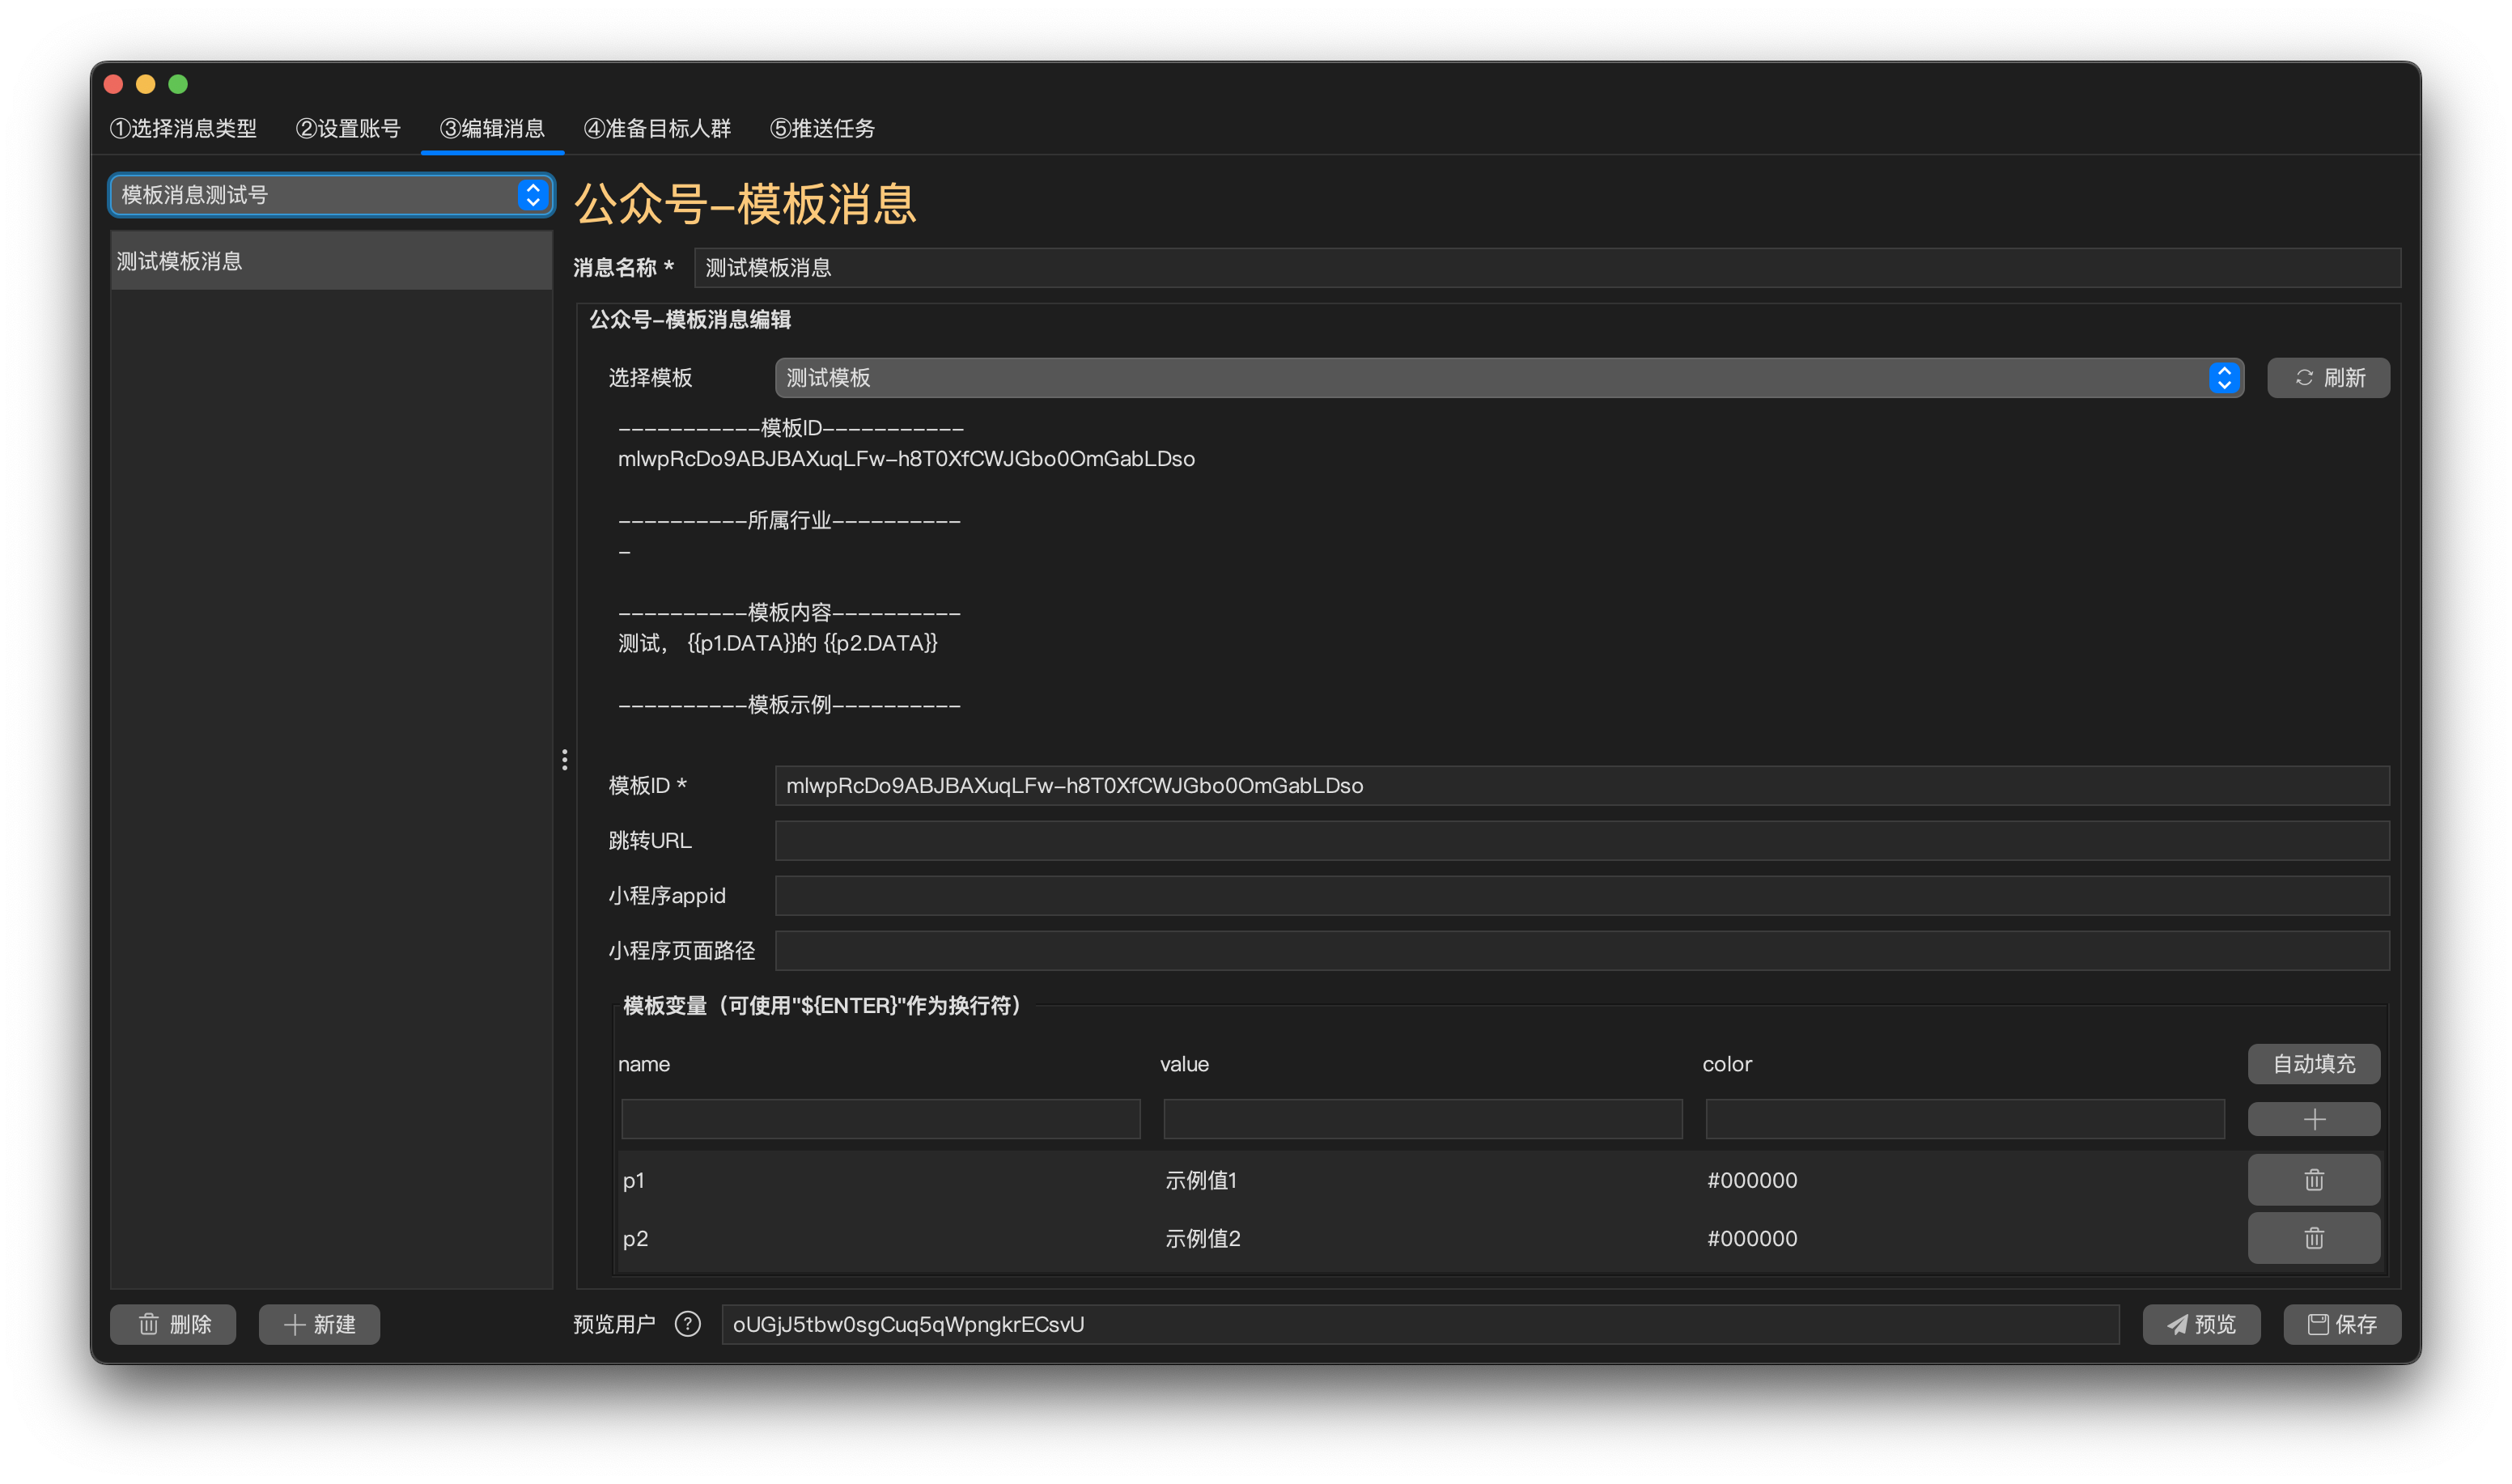 ①选择消息类型 ②设置账号 ③编辑消息 ④准备目标人群 ⑤推送任务
模板消息测试号
测试模板消息
公众号-模板消息
消息名称 * 测试模板消息
公众号-模板消息编辑
选择模板 测试模板 刷新
-----------模板ID-----------
mlwpRcDo9ABJBAXuqLFw-h8T0XfCWJGbo0OmGabLDso
----------所属行业----------
-
----------模板内容----------
测试， {{p1.DATA}}的 {{p2.DATA}}
----------模板示例----------
模板ID * mlwpRcDo9ABJBAXuqLFw-h8T0XfCWJGbo0OmGabLDso
跳转URL
小程序appid
小程序页面路径
模板变量（可使用"${ENTER}"作为换行符）
name value color 自动填充
p1 示例值1 #000000
p2 示例值2 #000000
删除 新建 预览用户 ? oUGjJ5tbw0sgCuq5qWpngkrECsvU 预览 保存